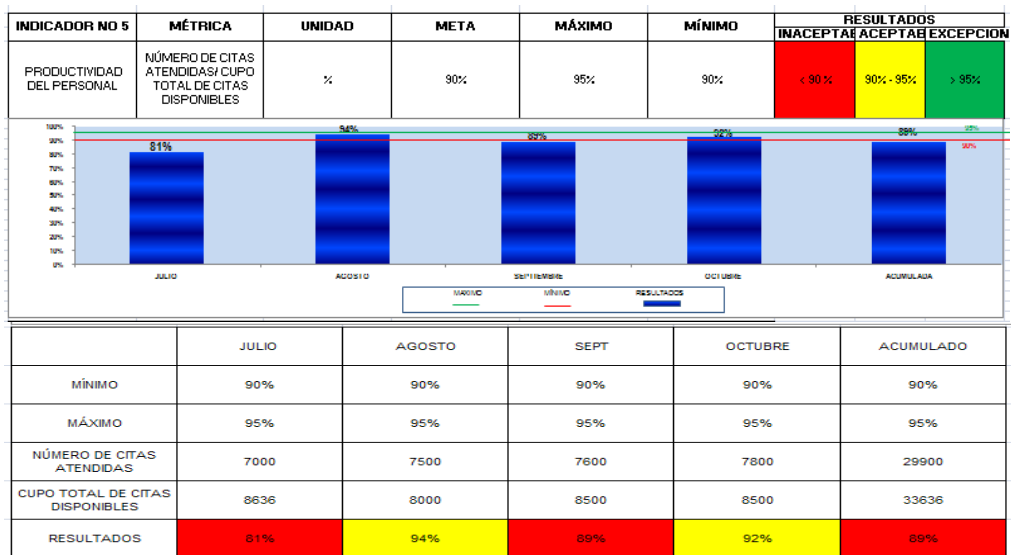 INDICADOR NO 5 MÉTRICA UNIDAD META MÁXIMO MÍNIMO RESULTADOS
INACEPTAE ACEPTAB EXCEPCION
PRODUCTIVIDAD DEL PERSONAL
NÚMERO DE CITAS ATENDIDAS/ CUPO TOTAL DE CITAS DISPONIBLES
% 90% 95% 90% < 90 % 90% - 95% > 95%
100%
90%
80%
70%
60%
50%
40%
30%
20%
10%
0%
81% 94% 89% 92% 89%
95%
90%
JULIO AGOSTO SEPTIEMBRE OCTUBRE ACUMULADA
MAXIMO MÍNIMO RESULTADOS
JULIO AGOSTO SEPT OCTUBRE ACUMULADO
MÍNIMO 90% 90% 90% 90% 90%
MÁXIMO 95% 95% 95% 95% 95%
NÚMERO DE CITAS
ATENDIDAS 7000 7500 7600 7800 29900
CUPO TOTAL DE CITAS
DISPONIBLES 8636 8000 8500 8500 33636
RESULTADOS 81% 94% 89% 92% 89%